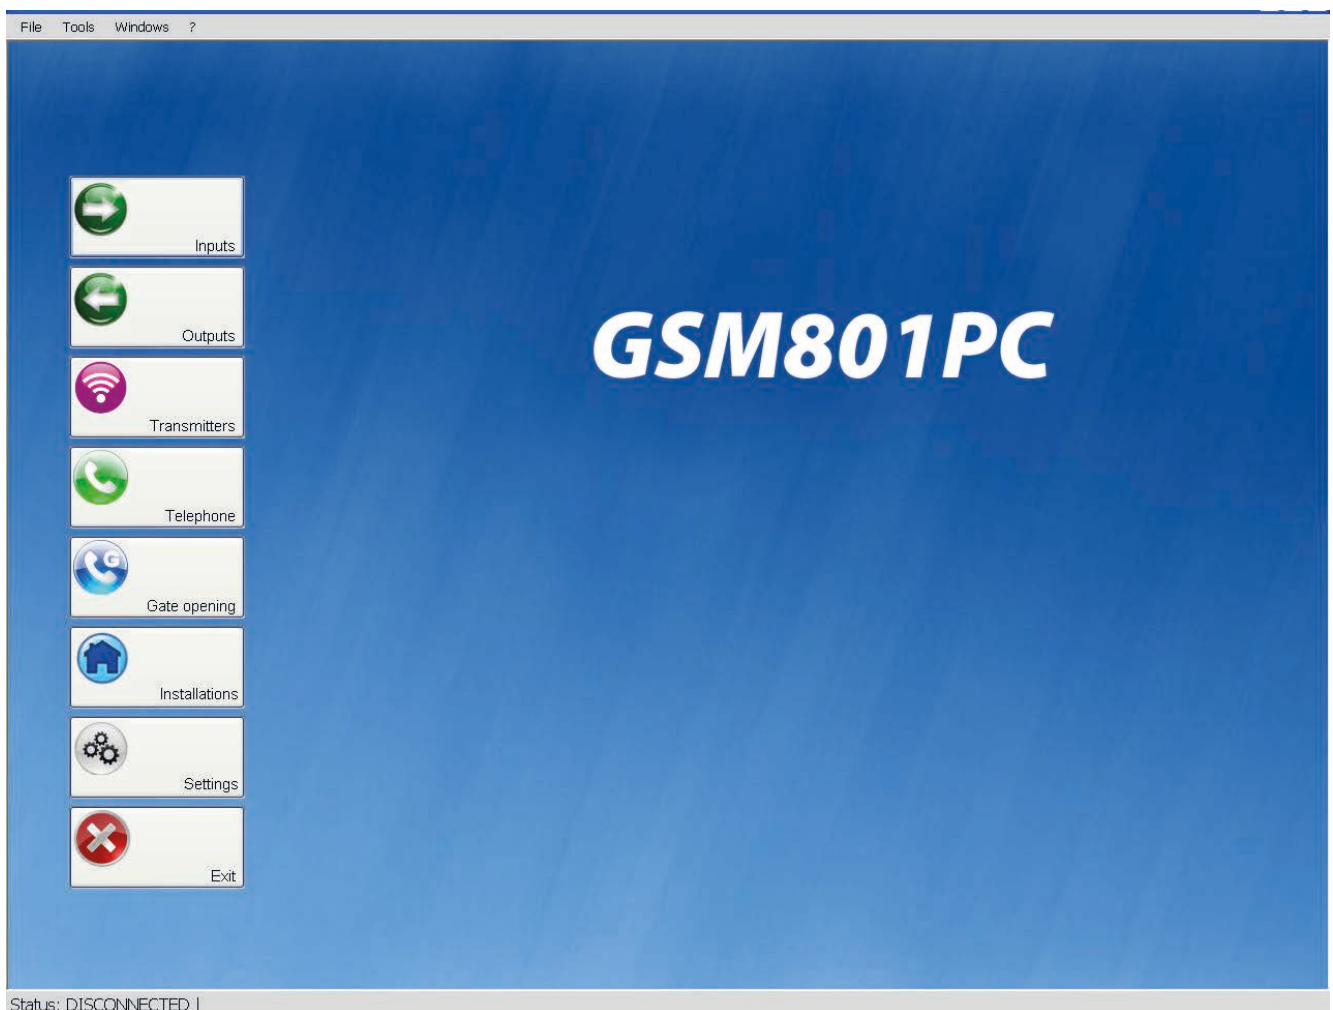 File Tools Windows ?
Inputs
Outputs
GSM801PC
Transmitters
Telephone
G
Gate opening
Installations
Settings
Exit
Status: DISCONNECTED |